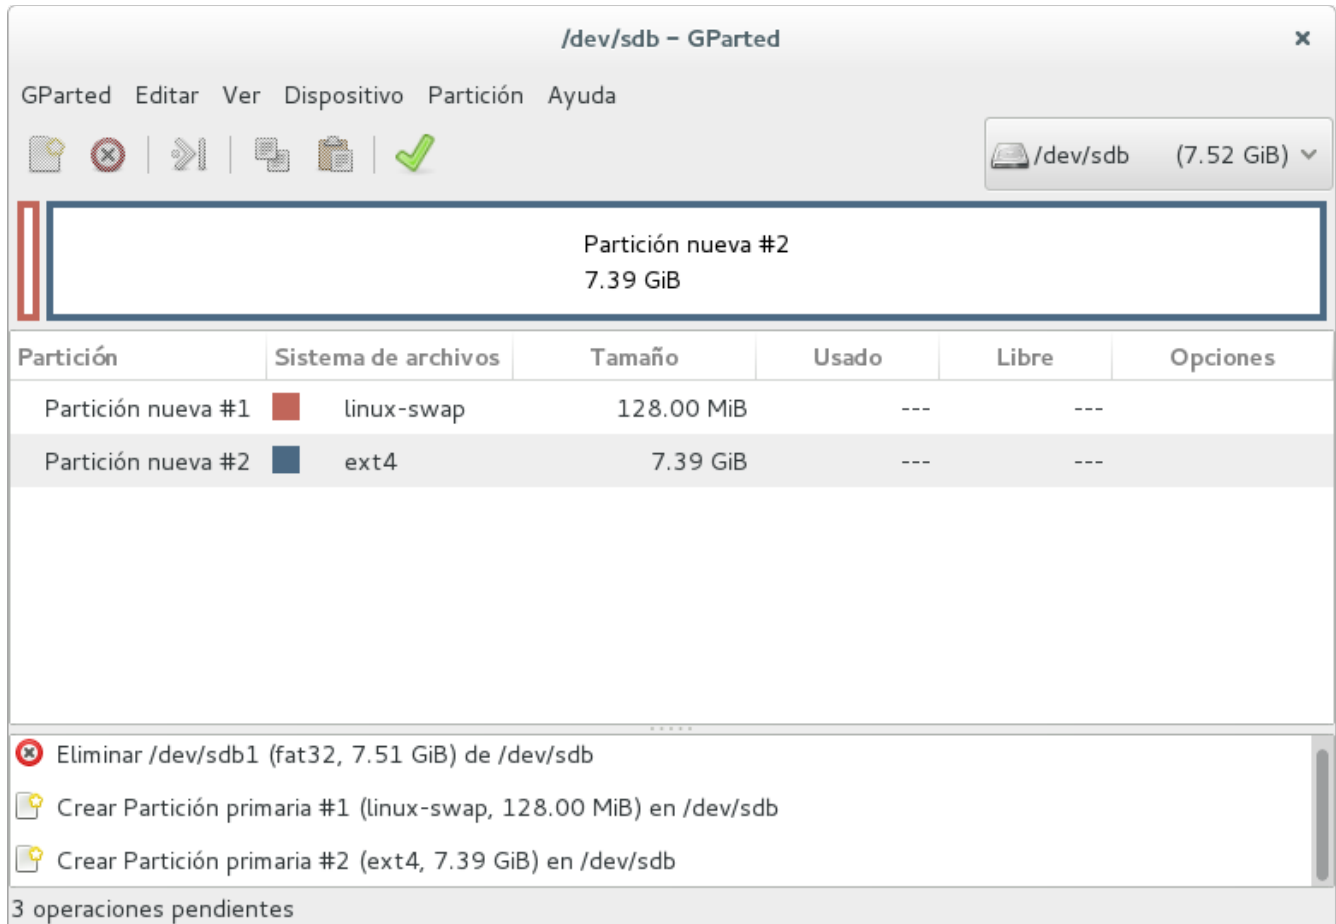 /dev/sdb – GParted
GParted Editar Ver Dispositivo Partición Ayuda
/dev/sdb (7.52 GiB)
Partición nueva #2
7.39 GiB
Partición Sistema de archivos Tamaño Usado Libre Opciones
Partición nueva #1 linux-swap 128.00 MiB --- ---
Partición nueva #2 ext4 7.39 GiB --- ---
Eliminar /dev/sdb1 (fat32, 7.51 GiB) de /dev/sdb
Crear Partición primaria #1 (linux-swap, 128.00 MiB) en /dev/sdb
Crear Partición primaria #2 (ext4, 7.39 GiB) en /dev/sdb
3 operaciones pendientes